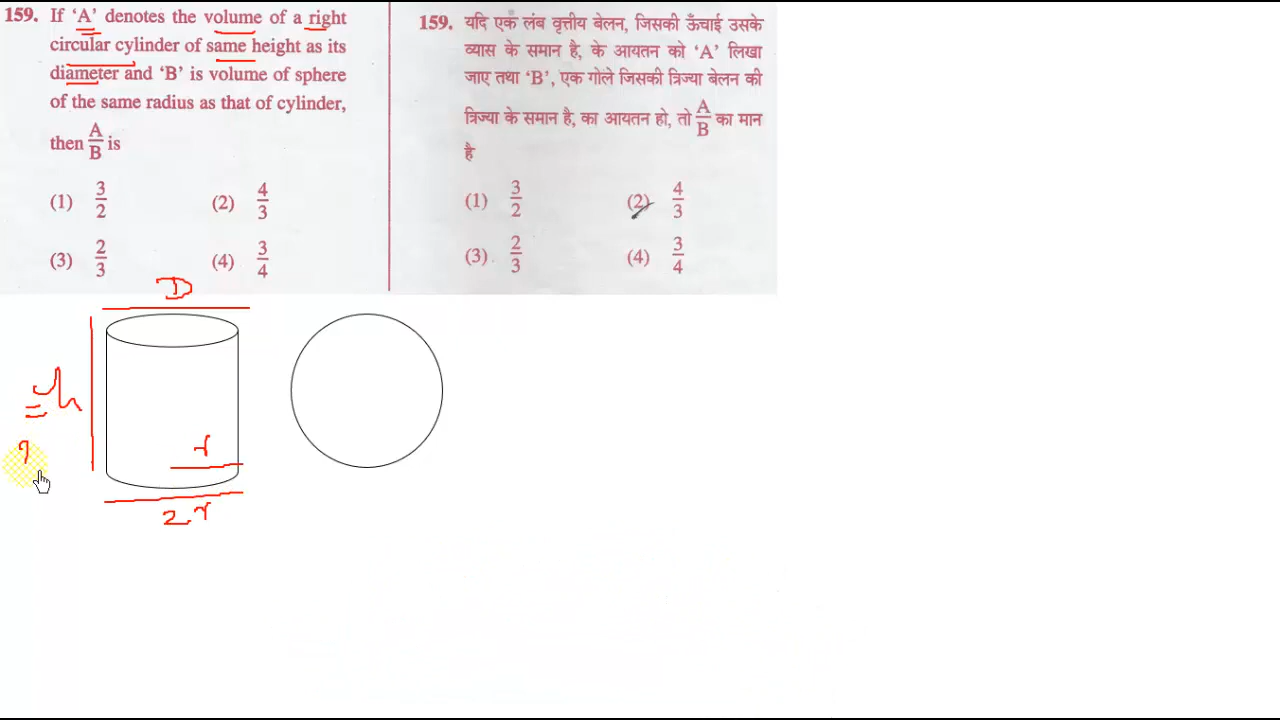 159. If ‘A’ denotes the volume of a right
circular cylinder of same height as its
diameter and ‘B’ is volume of sphere
of the same radius as that of cylinder,
then A/B is
(1) 3/2 (2) 4/3
(3) 2/3 (4) 3/4
159. यदि एक लंब वृत्तीय बेलन, जिसकी ऊँचाई उसके
व्यास के समान है, के आयतन को ‘A’ लिखा
जाए तथा ‘B’, एक गोले जिसकी त्रिज्या बेलन की
त्रिज्या के समान है, का आयतन हो, तो A/B का मान
है
(1) 3/2 (2) 4/3
(3) 2/3 (4) 3/4
D
= h
r
2r